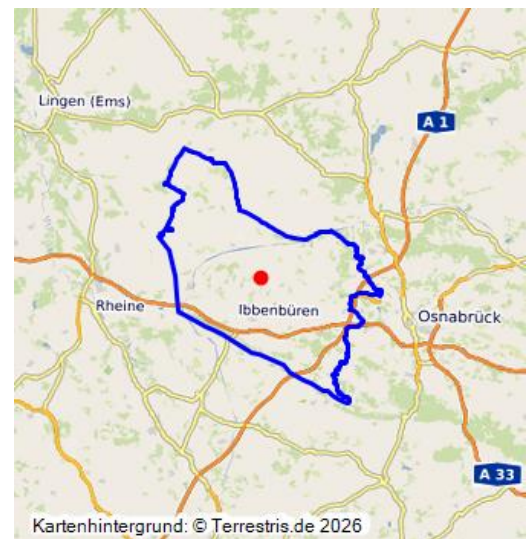 Lingen (Ems)
A 1
Rheine
Ibbenbüren
Osnabrück
A 33
Kartenhintergrund: © Terrestris.de 2026